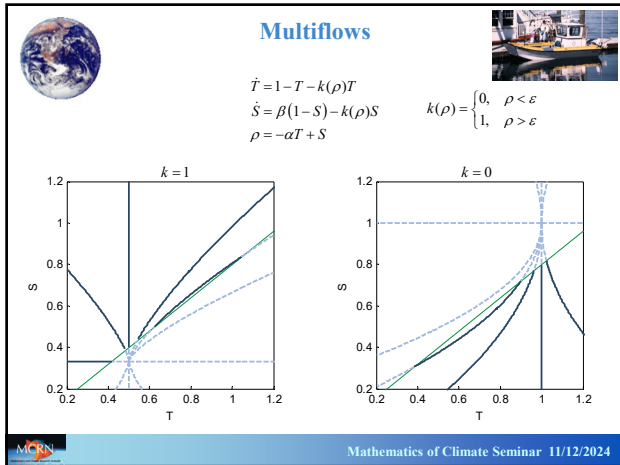 Multiflows
Ṫ = 1 − T − k(ρ)T
Ṡ = β(1 − S) − k(ρ)S
ρ = −αT + S
k(ρ) = {0, ρ < ε
1, ρ > ε
k = 1
1.2
1
0.8
0.6
0.4
0.2
S
0.2 0.4 0.6 0.8 1 1.2
T
k = 0
1.2
1
0.8
0.6
0.4
0.2
S
0.2 0.4 0.6 0.8 1 1.2
T
MCRN
Mathematics of Climate Seminar 11/12/2024